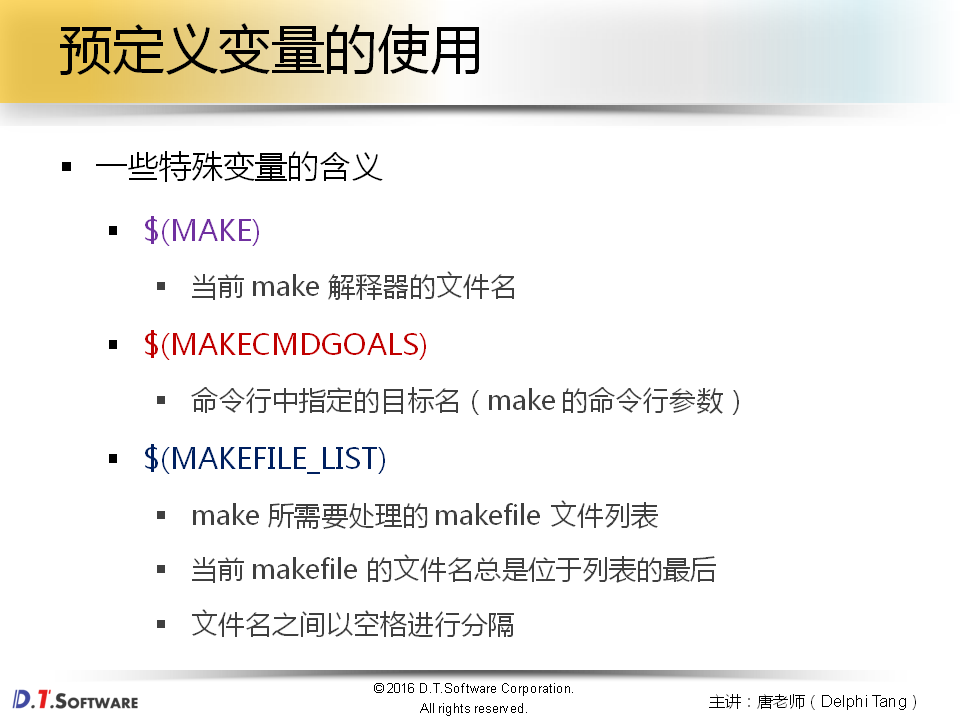 预定义变量的使用
一些特殊变量的含义
$(MAKE)
当前 make 解释器的文件名
$(MAKECMDGOALS)
命令行中指定的目标名（make 的命令行参数）
$(MAKEFILE_LIST)
make 所需要处理的 makefile 文件列表
当前 makefile 的文件名总是位于列表的最后
文件名之间以空格进行分隔
D.T.SOFTWARE
©2016 D.T.Software Corporation.
All rights reserved.
主讲：唐老师（Delphi Tang）